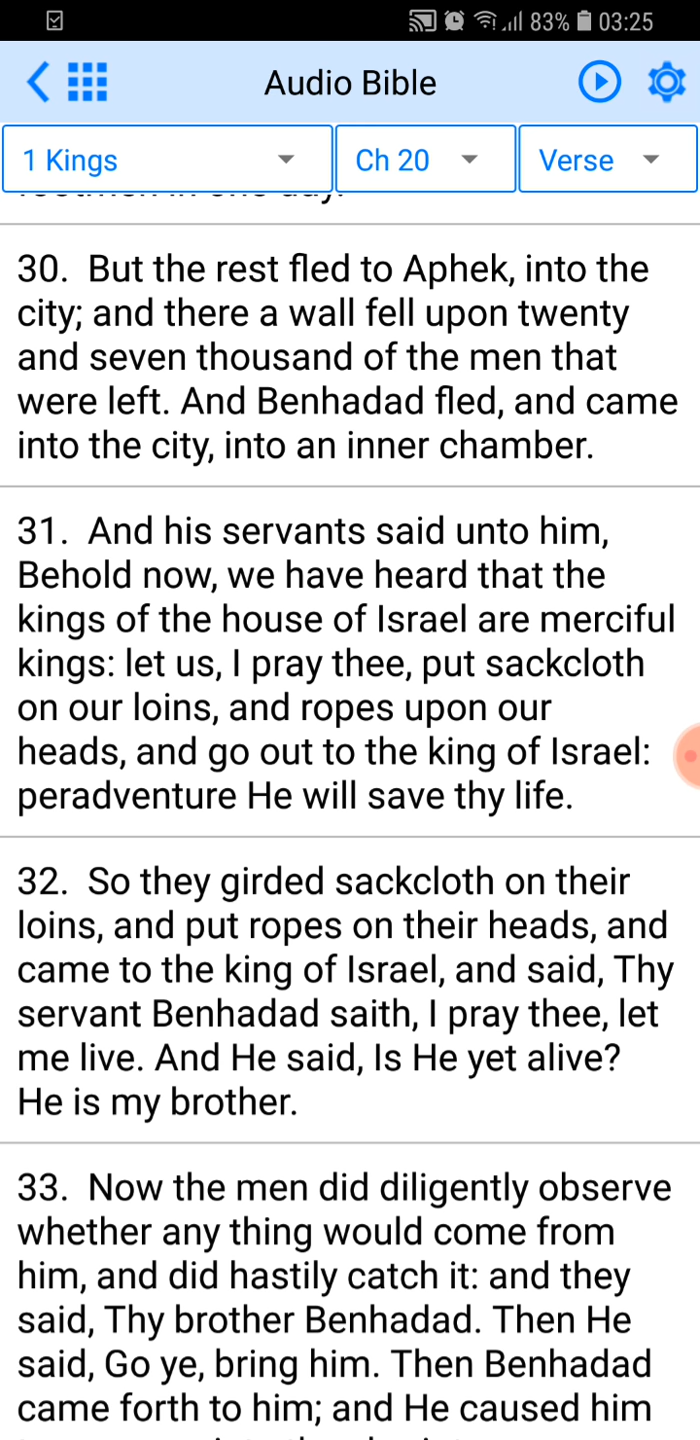 83% 03:25
Audio Bible
1 Kings Ch 20 Verse
30. But the rest fled to Aphek, into the
city; and there a wall fell upon twenty
and seven thousand of the men that
were left. And Benhadad fled, and came
into the city, into an inner chamber.
31. And his servants said unto him,
Behold now, we have heard that the
kings of the house of Israel are merciful
kings: let us, I pray thee, put sackcloth
on our loins, and ropes upon our
heads, and go out to the king of Israel:
peradventure He will save thy life.
32. So they girded sackcloth on their
loins, and put ropes on their heads, and
came to the king of Israel, and said, Thy
servant Benhadad saith, I pray thee, let
me live. And He said, Is He yet alive?
He is my brother.
33. Now the men did diligently observe
whether any thing would come from
him, and did hastily catch it: and they
said, Thy brother Benhadad. Then He
said, Go ye, bring him. Then Benhadad
came forth to him; and He caused him